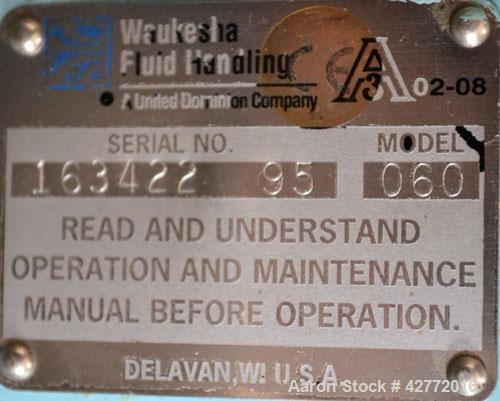 Waukesha
Fluid Handling
A United Dominion Company
CE
3A 02-08
SERIAL NO.
MODEL
163422 95
060
READ AND UNDERSTAND
OPERATION AND MAINTENANCE
MANUAL BEFORE OPERATION.
DELAVAN, WI U.S.A
Aaron Stock # 42772016